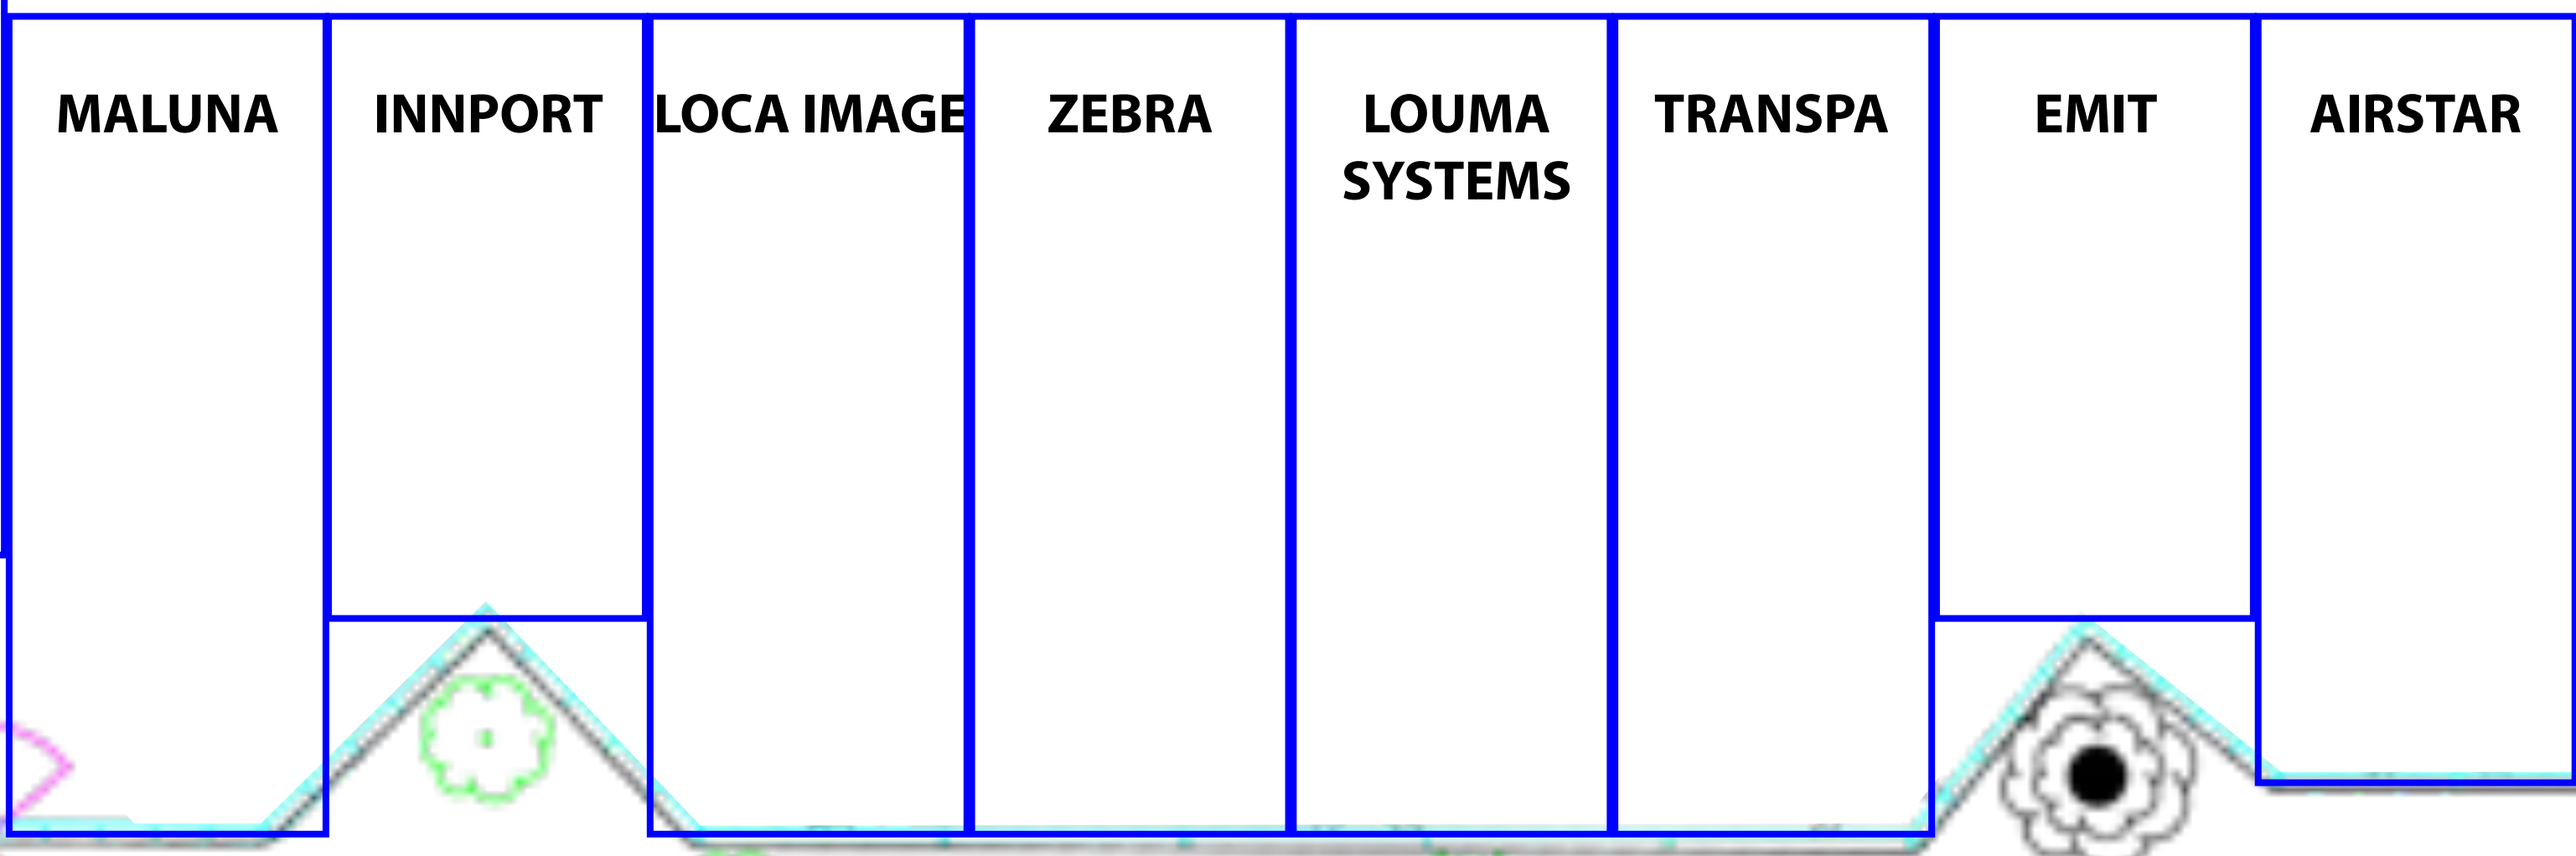 MALUNA
INNPORT
LOCA IMAGE
ZEBRA
LOUMA
SYSTEMS
TRANSPA
EMIT
AIRSTAR